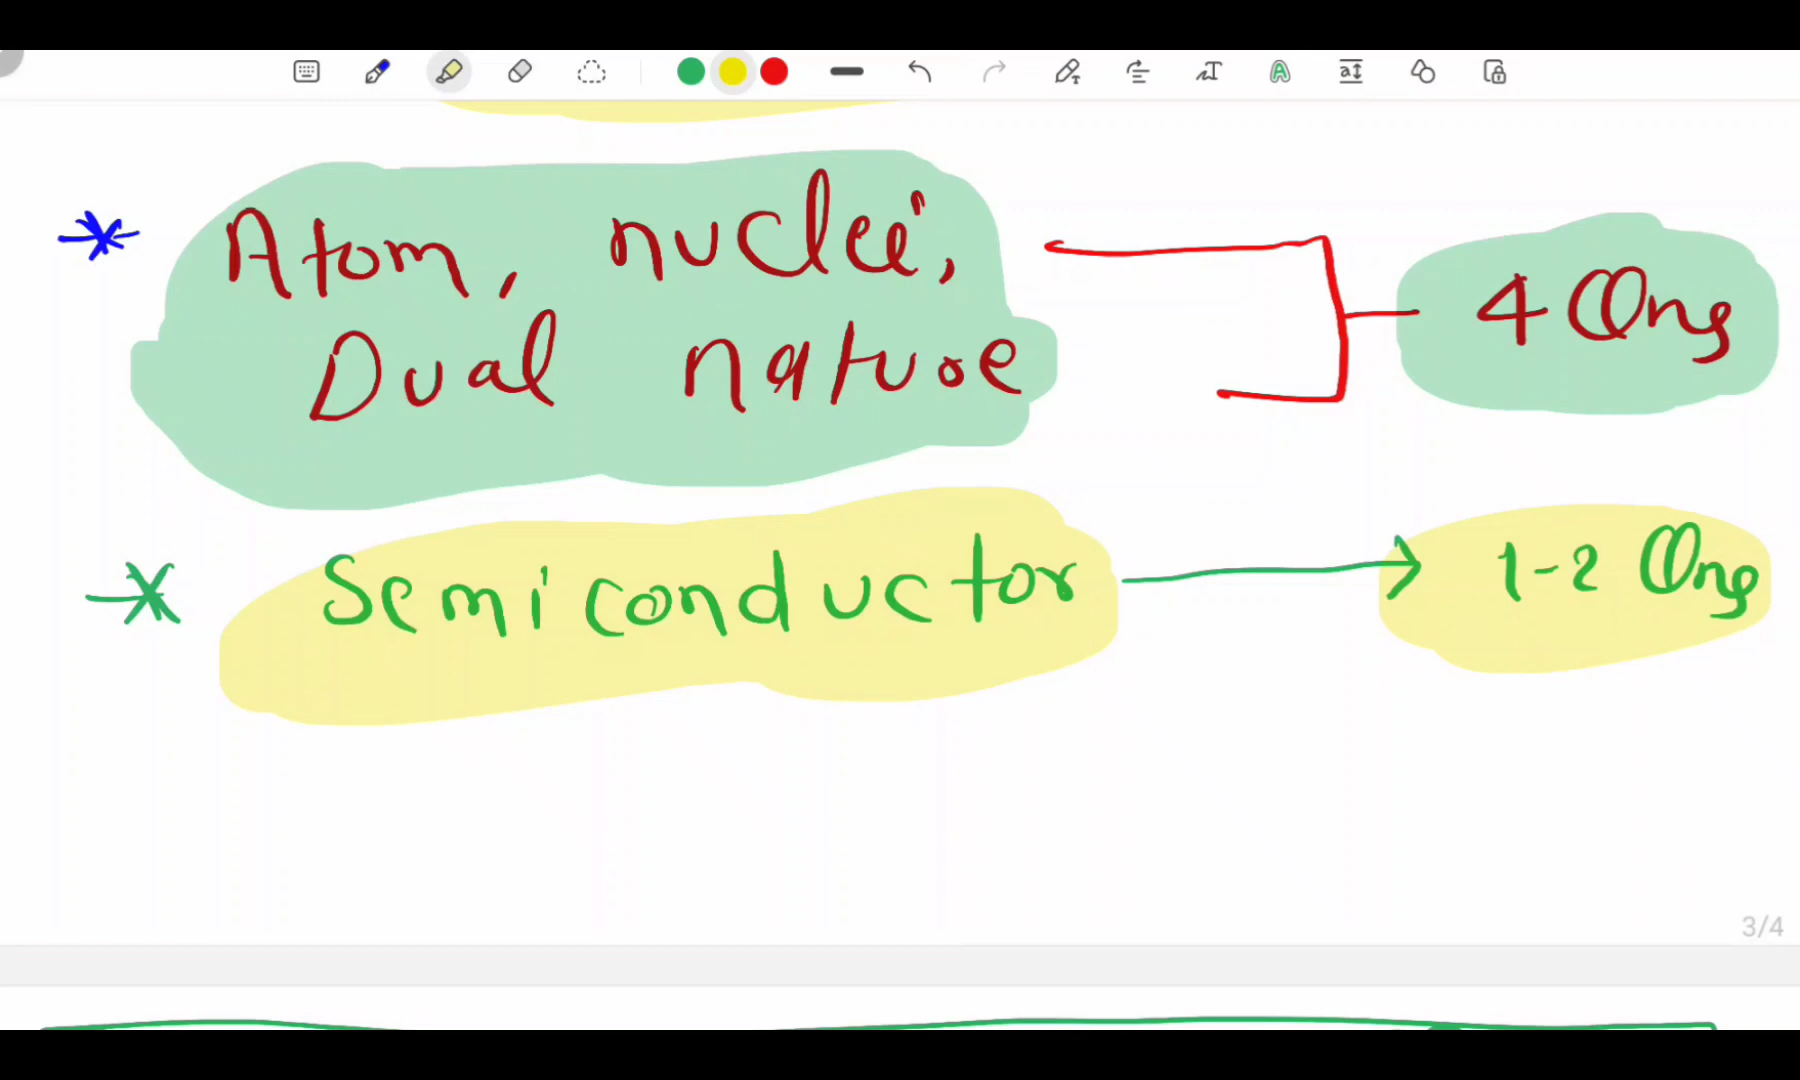 Atom, nuclei,
Dual nature
4 Qns
Semiconductor
1-2 Qns
3/4